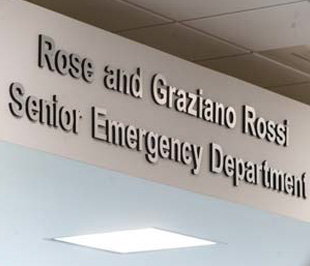 Rose and Graziano Rossi
Senior Emergency Department